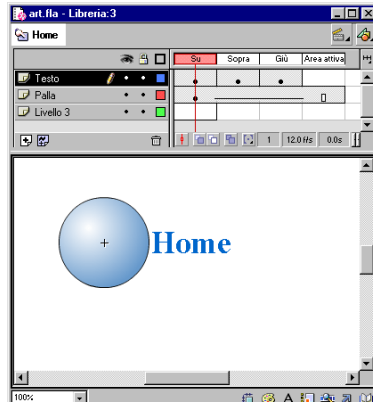 art.fla - Libreria:3
Home
Su Sopra Giù Area attiva
Testo
Palla
Livello 3
1 12.0 fps 0.0s
Home
100%